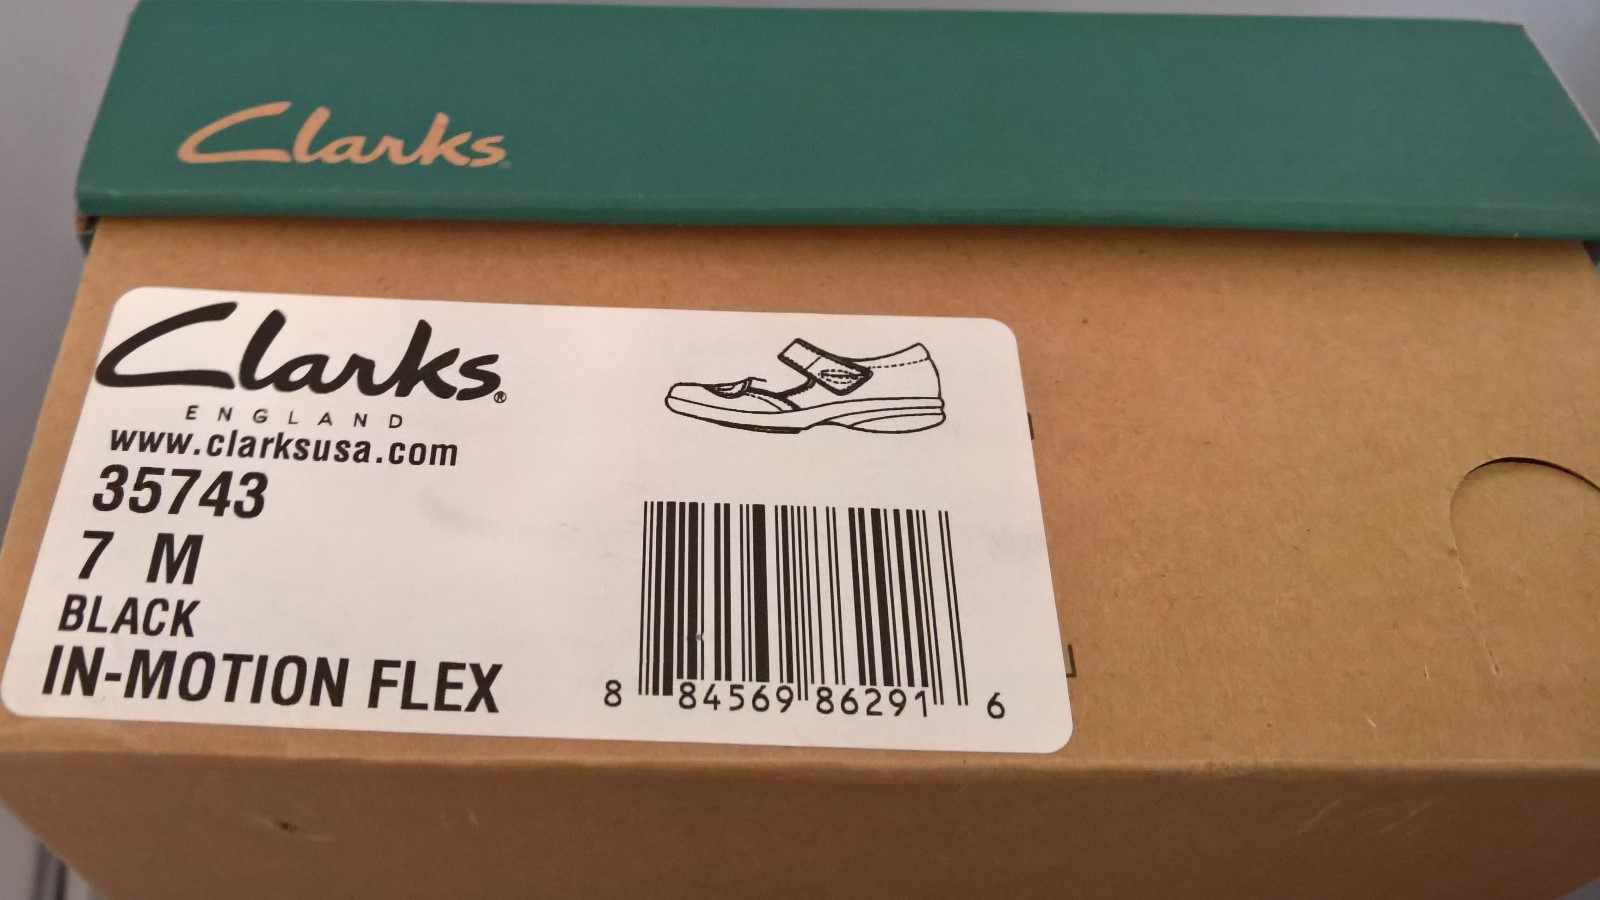 Clarks
Clarks®
ENGLAND
www.clarksusa.com
35743
7 M
BLACK
IN-MOTION FLEX
8 84569 86291 6